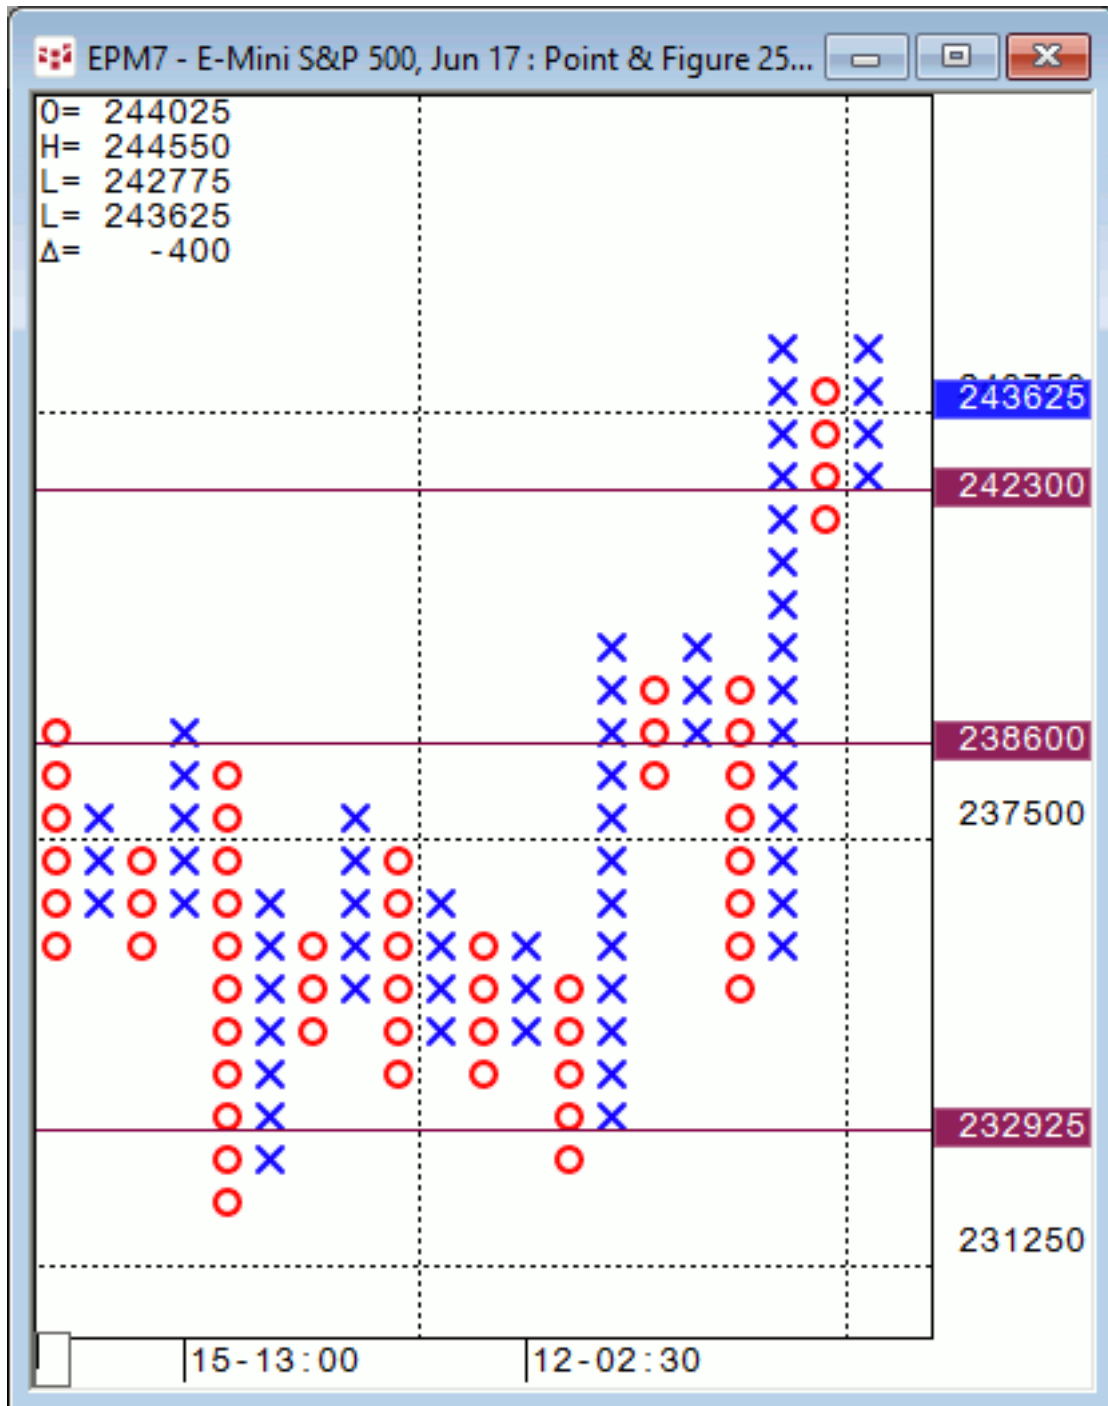 EPM7 - E-Mini S&P 500, Jun 17 : Point & Figure 25...
O= 244025
H= 244550
L= 242775
L= 243625
Δ= -400
243625
242300
238600
237500
232925
231250
15-13:00
12-02:30